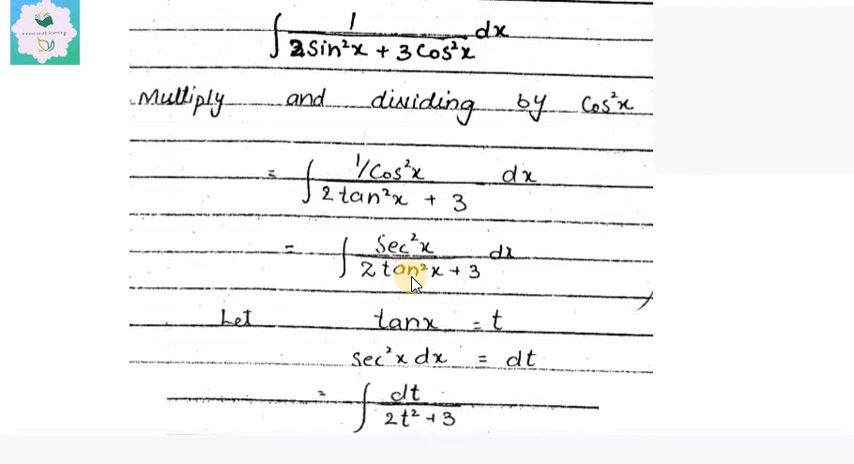 ∫ 1 / (2Sin²x + 3Cos²x) dx
Multiply and dividing by Cos²x
= ∫ (1/Cos²x) / (2tan²x + 3) dx
= ∫ Sec²x / (2tan²x + 3) dx
Let tanx = t
Sec²x dx = dt
= ∫ dt / (2t² + 3)